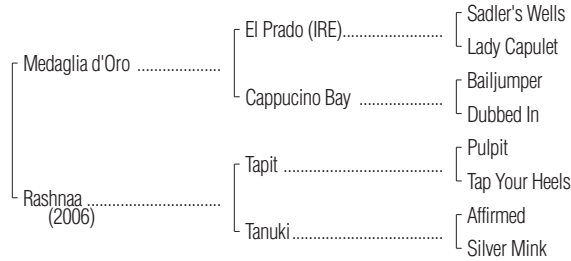 Sadler's Wells
El Prado (IRE)
Lady Capulet
Medaglia d'Oro
Bailjumper
Cappucino Bay
Dubbed In
Pulpit
Tapit
Tap Your Heels
Rashnaa
(2006)
Affirmed
Tanuki
Silver Mink